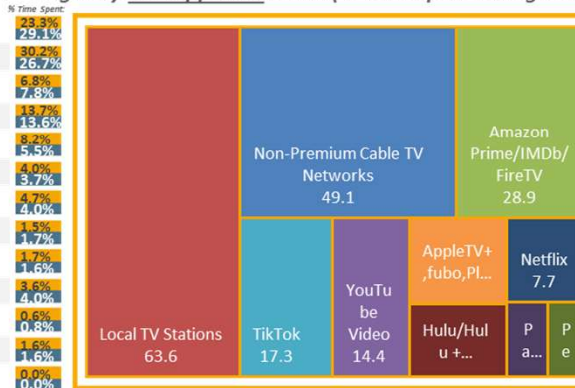 % Time Spent:
23.3%
29.1%
30.2%
26.7%
6.8%
7.8%
13.7%
13.6%
8.2%
5.5%
4.0%
3.7%
4.7%
4.0%
1.5%
1.7%
1.7%
1.6%
3.6%
4.0%
0.6%
0.8%
1.6%
1.6%
0.0%
0.0%
Local TV Stations
63.6
Non-Premium Cable TV
Networks
49.1
Amazon
Prime/IMDb/
FireTV
28.9
TikTok
17.3
YouTu
be
Video
14.4
AppleTV+
,fubo,Pl...
Hulu/Hul
u +...
Netflix
7.7
P
a...
P
e